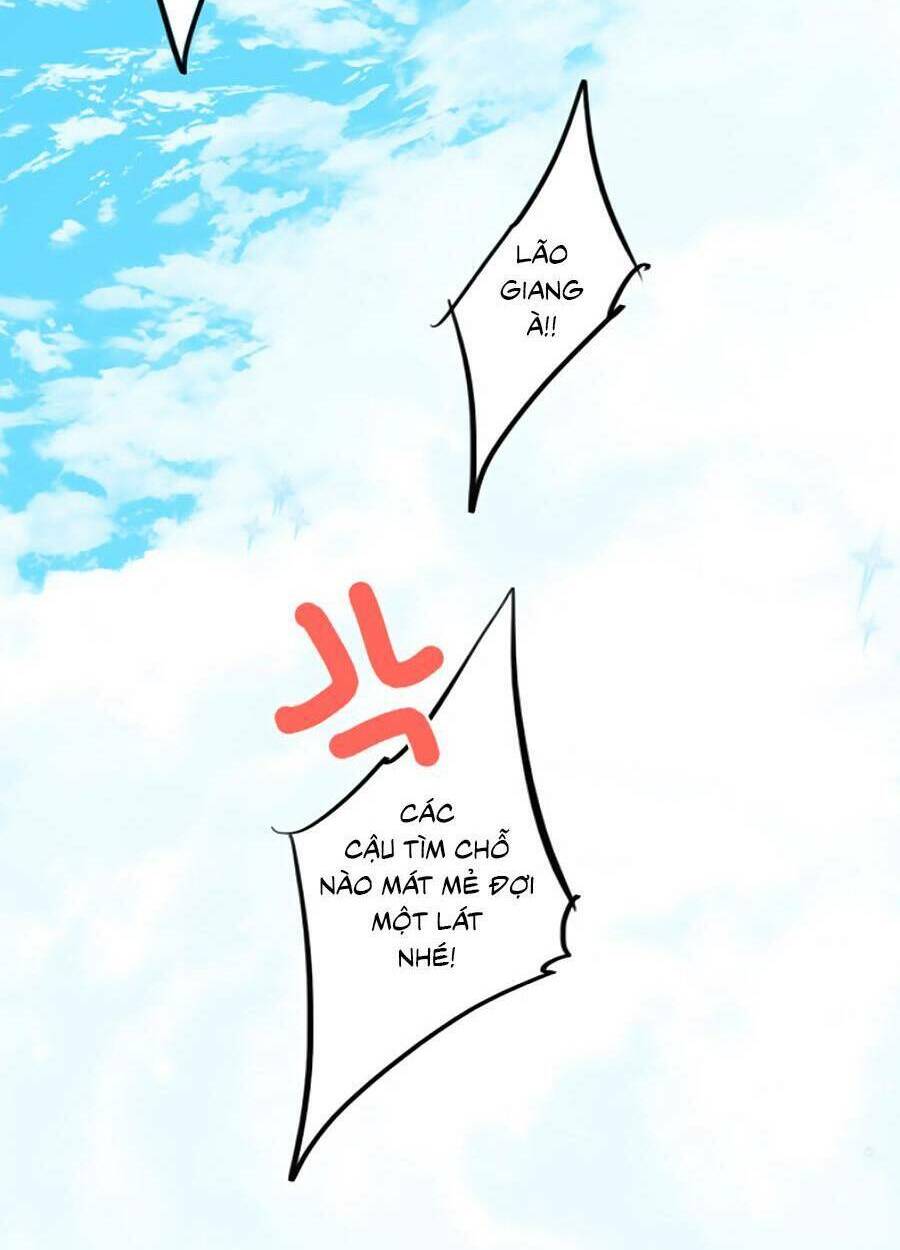 LÃO
GIANG
À!!
CÁC
CẬU TÌM CHỖ
NÀO MÁT MẺ ĐỢI
MỘT LÁT
NHÉ!